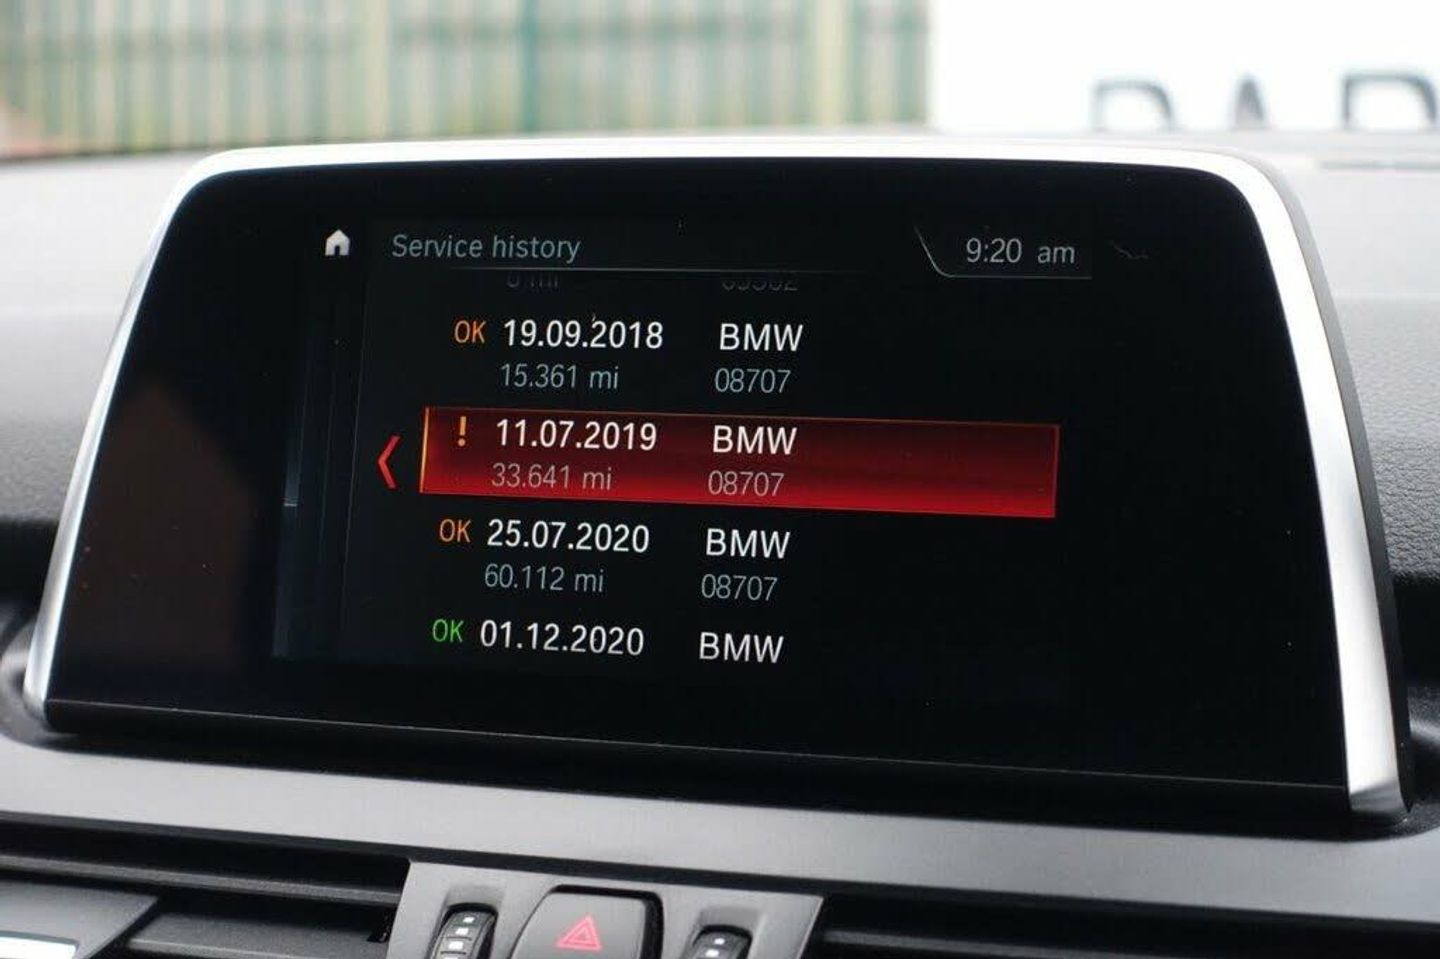 Service history
9:20 am
OK 19.09.2018 BMW
15.361 mi 08707
! 11.07.2019 BMW
33.641 mi 08707
OK 25.07.2020 BMW
60.112 mi 08707
OK 01.12.2020 BMW